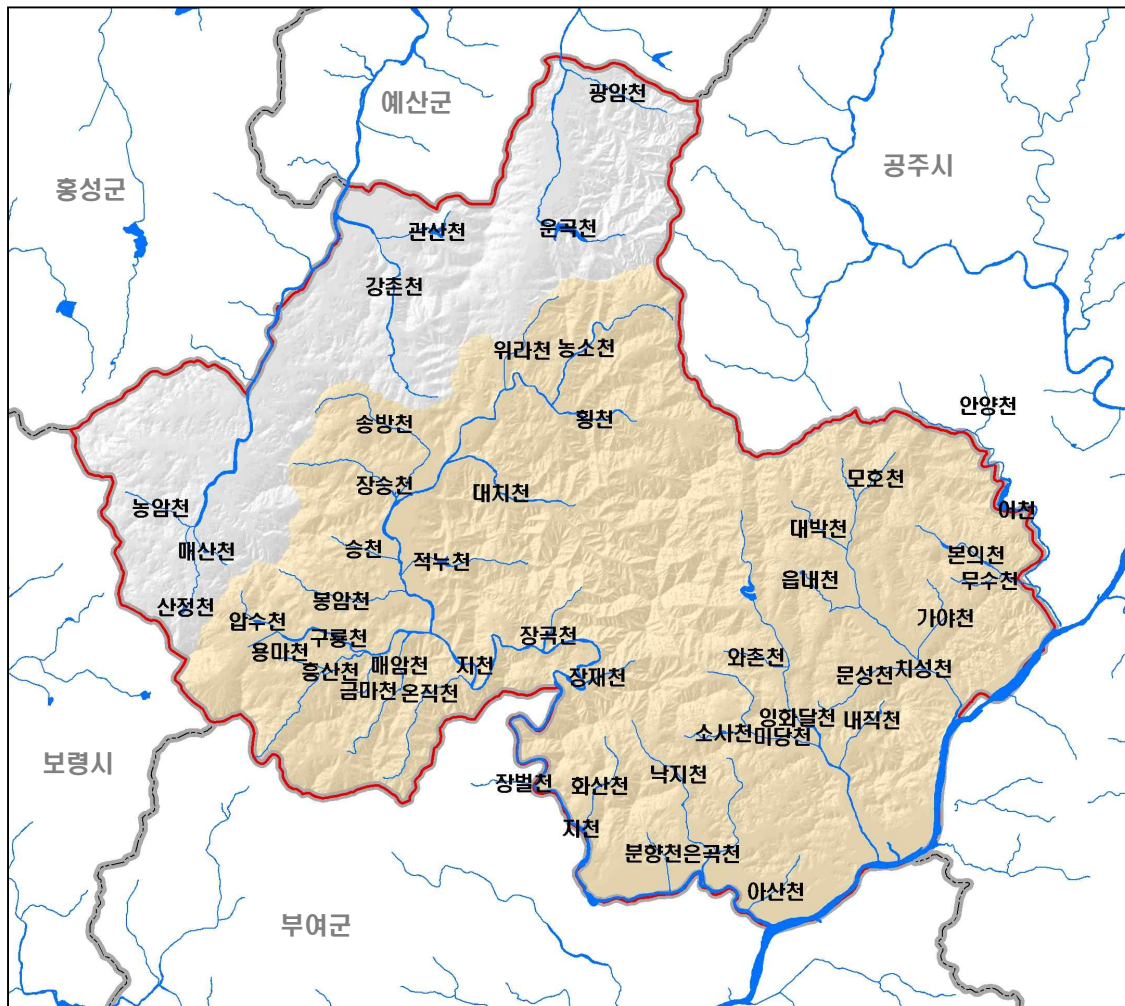 광암천
예산군
공주시
홍성군
관산천
운곡천
강존천
위라천
농소천
안양천
송방천
횡천
모호천
장승천
대치천
농암천
어천
대박천
승천
매산천
적누천
본의천
읍내천
무수천
봉암천
산정천
압수천
가야천
구룡천
장곡천
용마천
흥산천
매암천
지천
와촌천
문성천
치성천
장재천
금마천
온직천
잉화달천
내직천
소사천
미당천
보령시
장벌천
화산천
낙지천
지천
분향천
은곡천
어산천
부여군